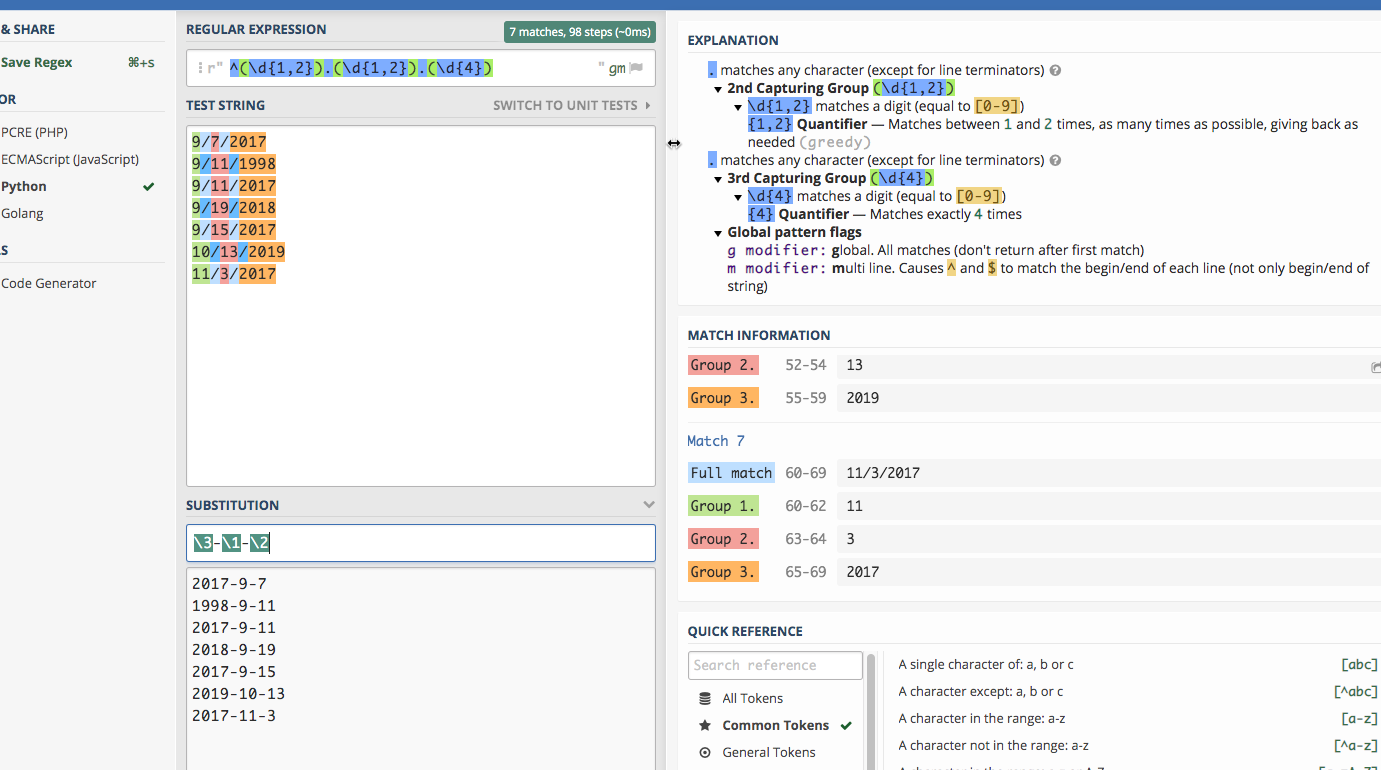 & SHARE
Save Regex ⌘+s
OR
PCRE (PHP)
ECMAScript (JavaScript)
Python
Golang
S
Code Generator
REGULAR EXPRESSION
7 matches, 98 steps (~0ms)
r" ^(\d{1,2}).(\d{1,2}).(\d{4}) " gm
TEST STRING
SWITCH TO UNIT TESTS
9/7/2017
9/11/1998
9/11/2017
9/19/2018
9/15/2017
10/13/2019
11/3/2017
SUBSTITUTION
\3-\1-\2
2017-9-7
1998-9-11
2017-9-11
2018-9-19
2017-9-15
2019-10-13
2017-11-3
EXPLANATION
. matches any character (except for line terminators)
2nd Capturing Group (\d{1,2})
\d{1,2} matches a digit (equal to [0-9])
{1,2} Quantifier — Matches between 1 and 2 times, as many times as possible, giving back as
needed (greedy)
. matches any character (except for line terminators)
3rd Capturing Group (\d{4})
\d{4} matches a digit (equal to [0-9])
{4} Quantifier — Matches exactly 4 times
Global pattern flags
g modifier: global. All matches (don't return after first match)
m modifier: multi line. Causes ^ and $ to match the begin/end of each line (not only begin/end of
string)
MATCH INFORMATION
Group 2. 52-54 13
Group 3. 55-59 2019
Match 7
Full match 60-69 11/3/2017
Group 1. 60-62 11
Group 2. 63-64 3
Group 3. 65-69 2017
QUICK REFERENCE
Search reference
All Tokens
Common Tokens
General Tokens
A single character of: a, b or c [abc]
A character except: a, b or c [^abc]
A character in the range: a-z [a-z]
A character not in the range: a-z [^a-z]